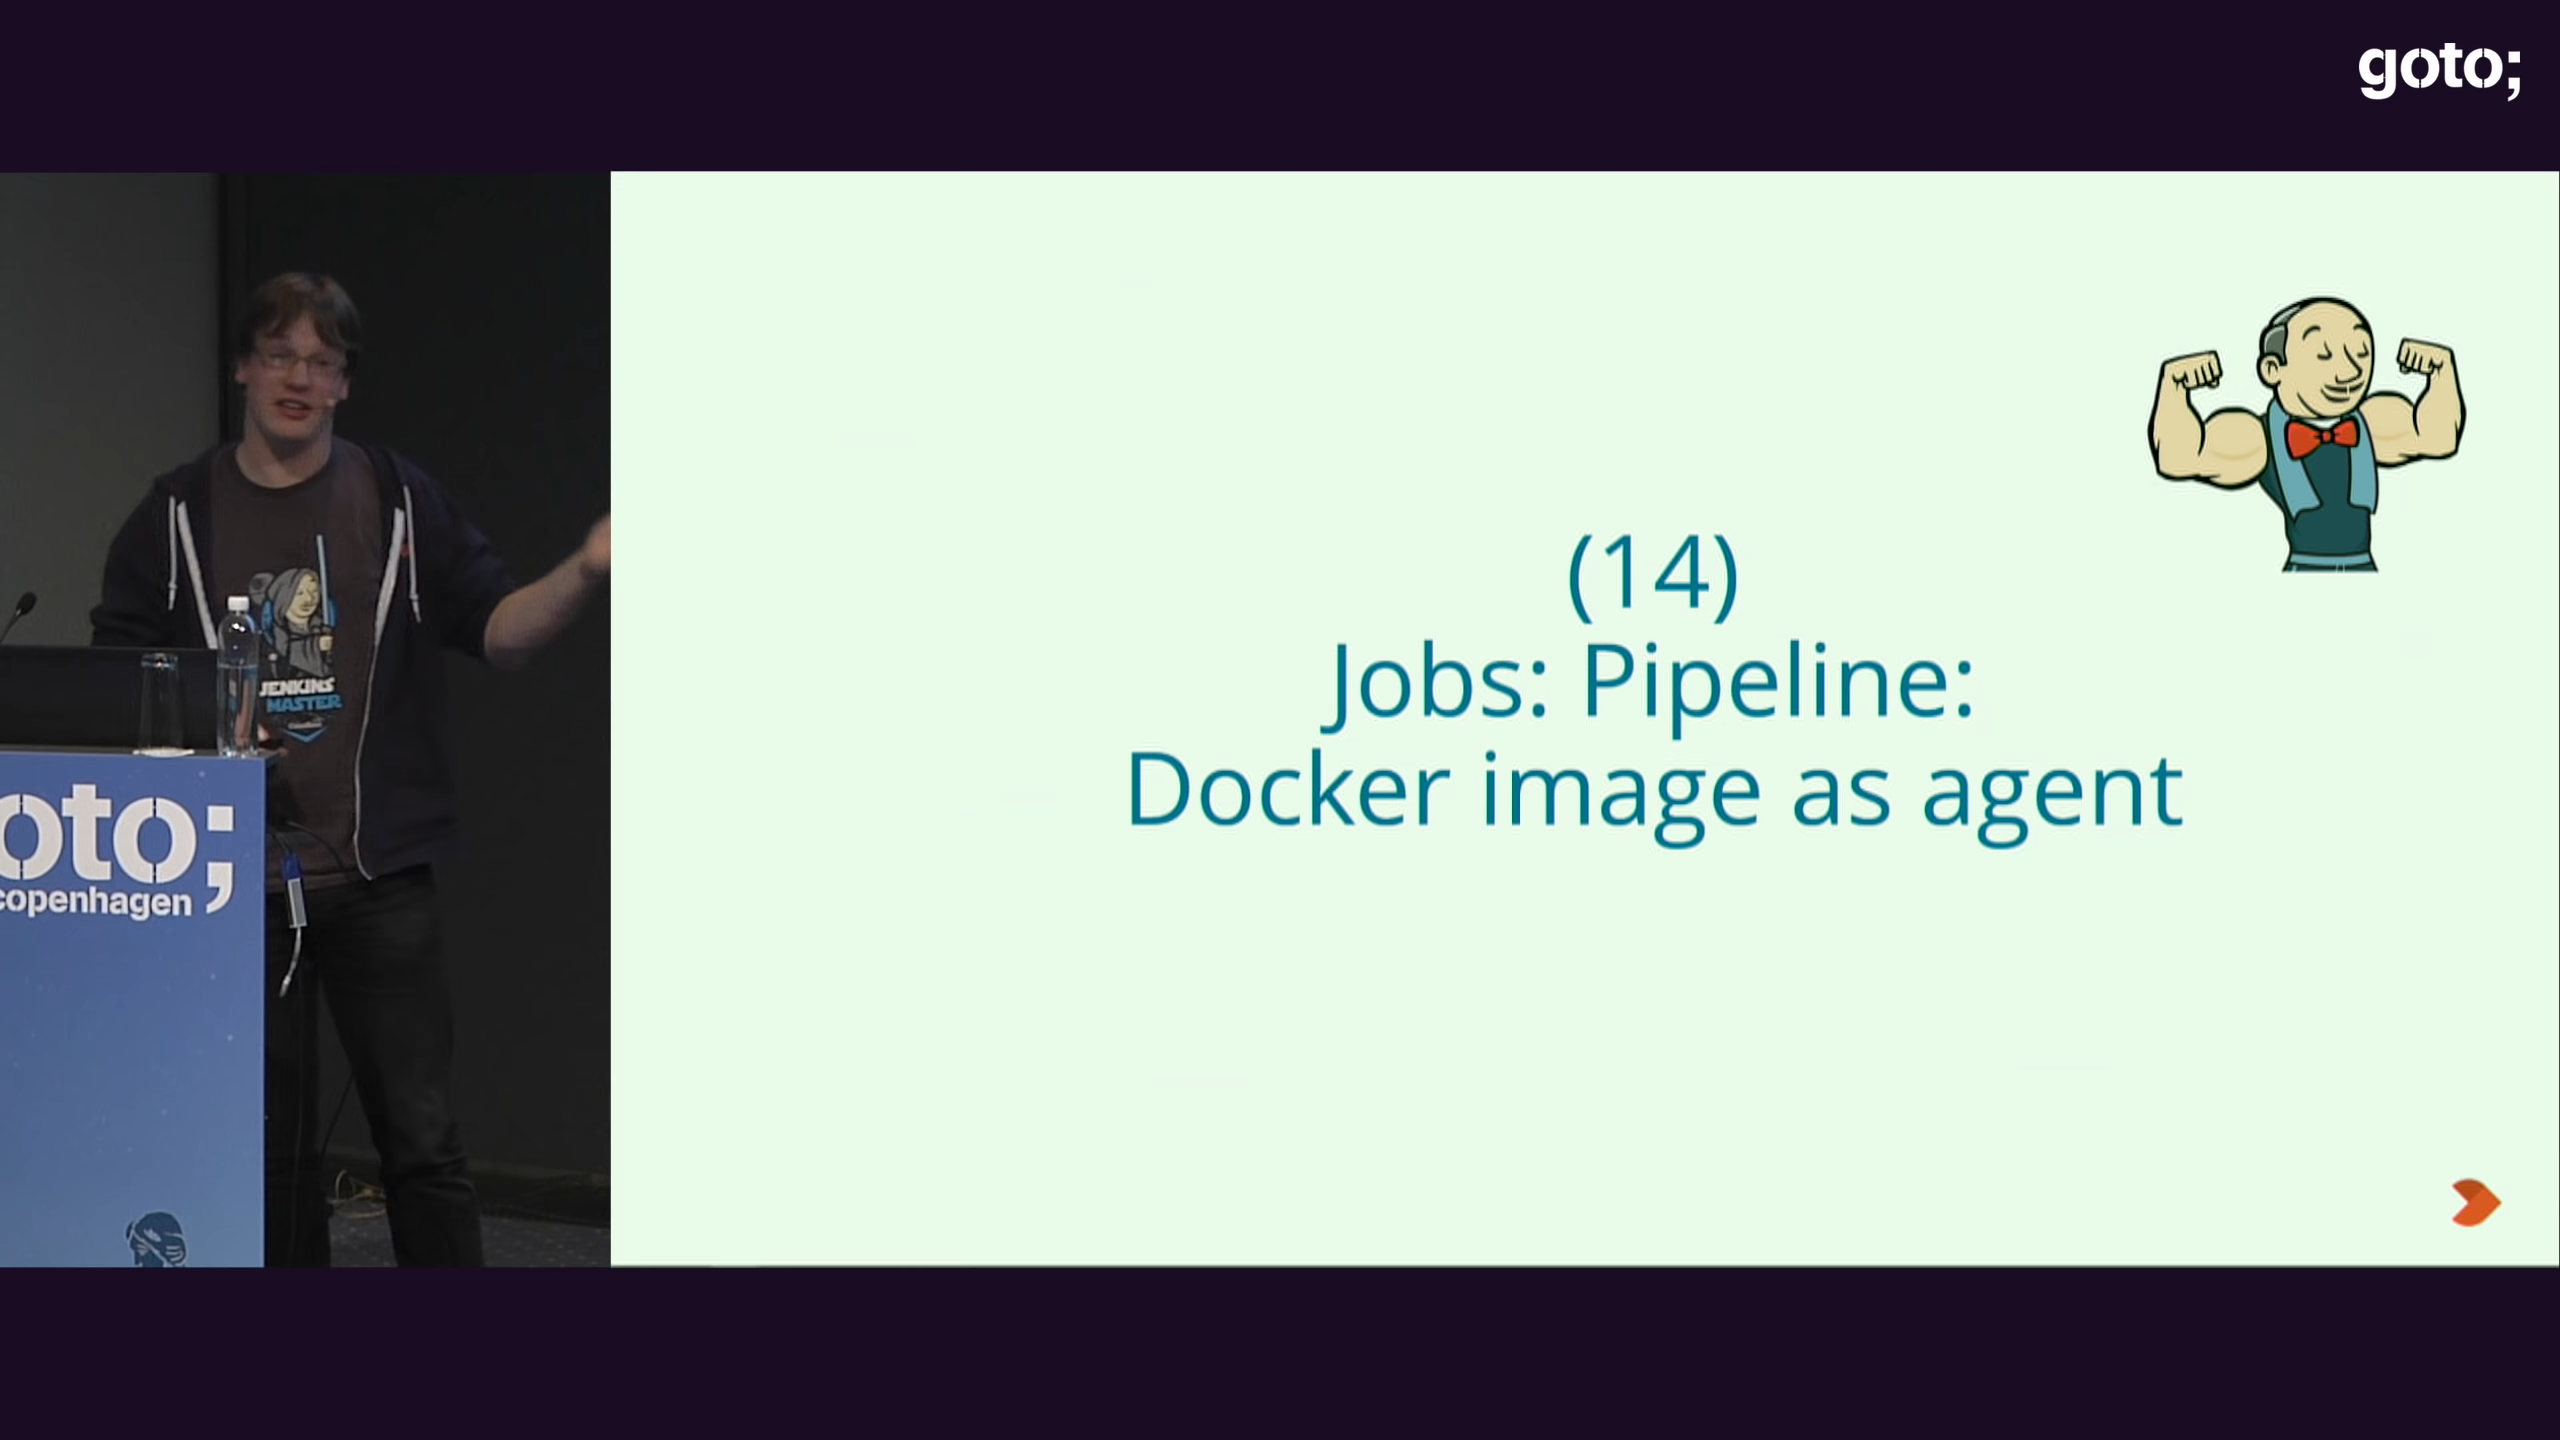 goto;
(14)
Jobs: Pipeline:
Docker image as agent
JENKINS
MASTER
oto;
copenhagen